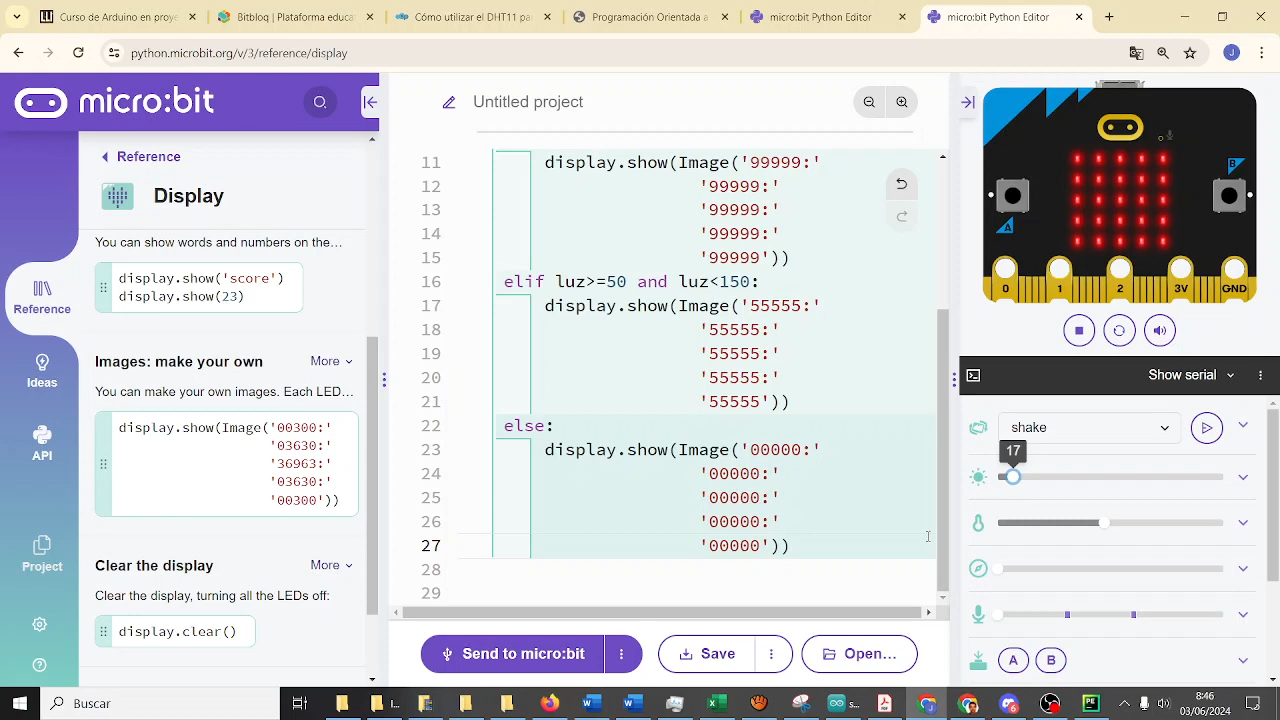 Curso de Arduino en proye
Bitbloq | Plataforma educat
Cómo utilizar el DHT11 par
Programación Orientada a
micro:bit Python Editor
micro:bit Python Editor
python.microbit.org/v/3/reference/display
J
micro:bit
Untitled project
Reference
Display
You can show words and numbers on the…
display.show('score')
display.show(23)
Reference
Images: make your own
More
You can make your own images. Each LED…
display.show(Image('00300:'
'03630:'
'36963:'
'03630:'
'00300'))
Clear the display
More
Clear the display, turning all the LEDs off:
display.clear()
Ideas
API
Project
11 display.show(Image('99999:'
12 '99999:'
13 '99999:'
14 '99999:'
15 '99999'))
16 elif luz>=50 and luz<150:
17 display.show(Image('55555:'
18 '55555:'
19 '55555:'
20 '55555:'
21 '55555'))
22 else:
23 display.show(Image('00000:'
24 '00000:'
25 '00000:'
26 '00000:'
27 '00000'))
28
29
Send to micro:bit
Save
Open...
B
A
0 1 2 3V GND
Show serial
shake
17
A B
Buscar
8:46
03/06/2024